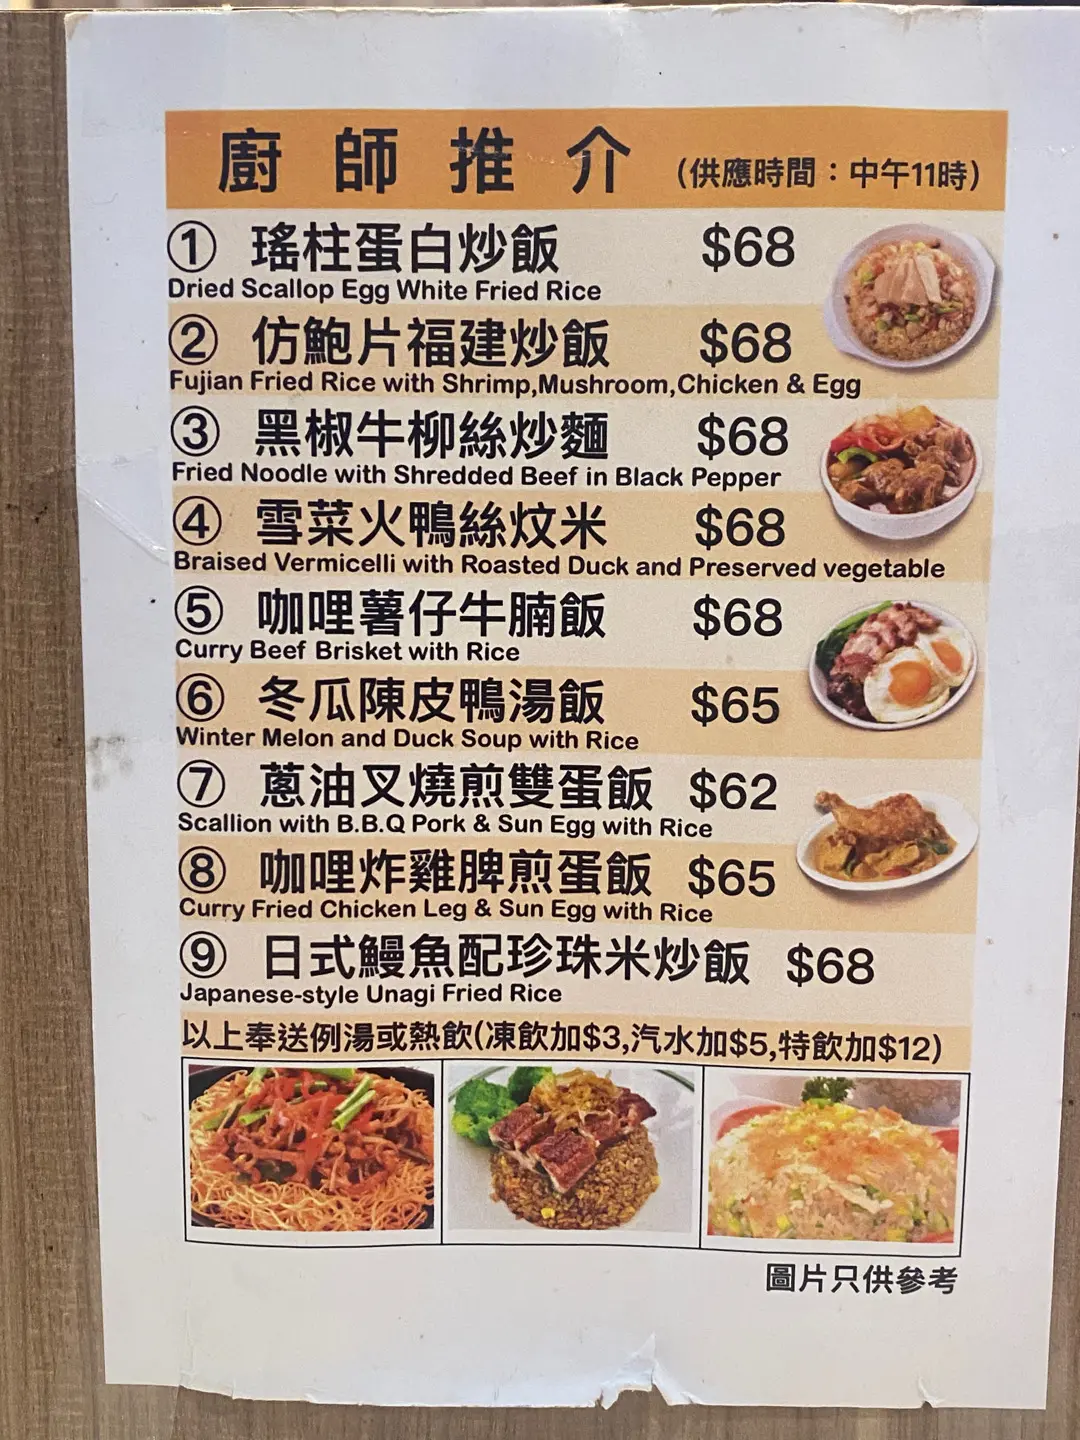 廚師推介 (供應時間：中午11時)
① 瑤柱蛋白炒飯 $68
Dried Scallop Egg White Fried Rice
② 仿鮑片福建炒飯 $68
Fujian Fried Rice with Shrimp,Mushroom,Chicken & Egg
③ 黑椒牛柳絲炒麵 $68
Fried Noodle with Shredded Beef in Black Pepper
④ 雪菜火鴨絲炆米 $68
Braised Vermicelli with Roasted Duck and Preserved vegetable
⑤ 咖哩薯仔牛腩飯 $68
Curry Beef Brisket with Rice
⑥ 冬瓜陳皮鴨湯飯 $65
Winter Melon and Duck Soup with Rice
⑦ 蔥油叉燒煎雙蛋飯 $62
Scallion with B.B.Q Pork & Sun Egg with Rice
⑧ 咖哩炸雞脾煎蛋飯 $65
Curry Fried Chicken Leg & Sun Egg with Rice
⑨ 日式鰻魚配珍珠米炒飯 $68
Japanese-style Unagi Fried Rice
以上奉送例湯或熱飲(凍飲加$3,汽水加$5,特飲加$12)
圖片只供參考